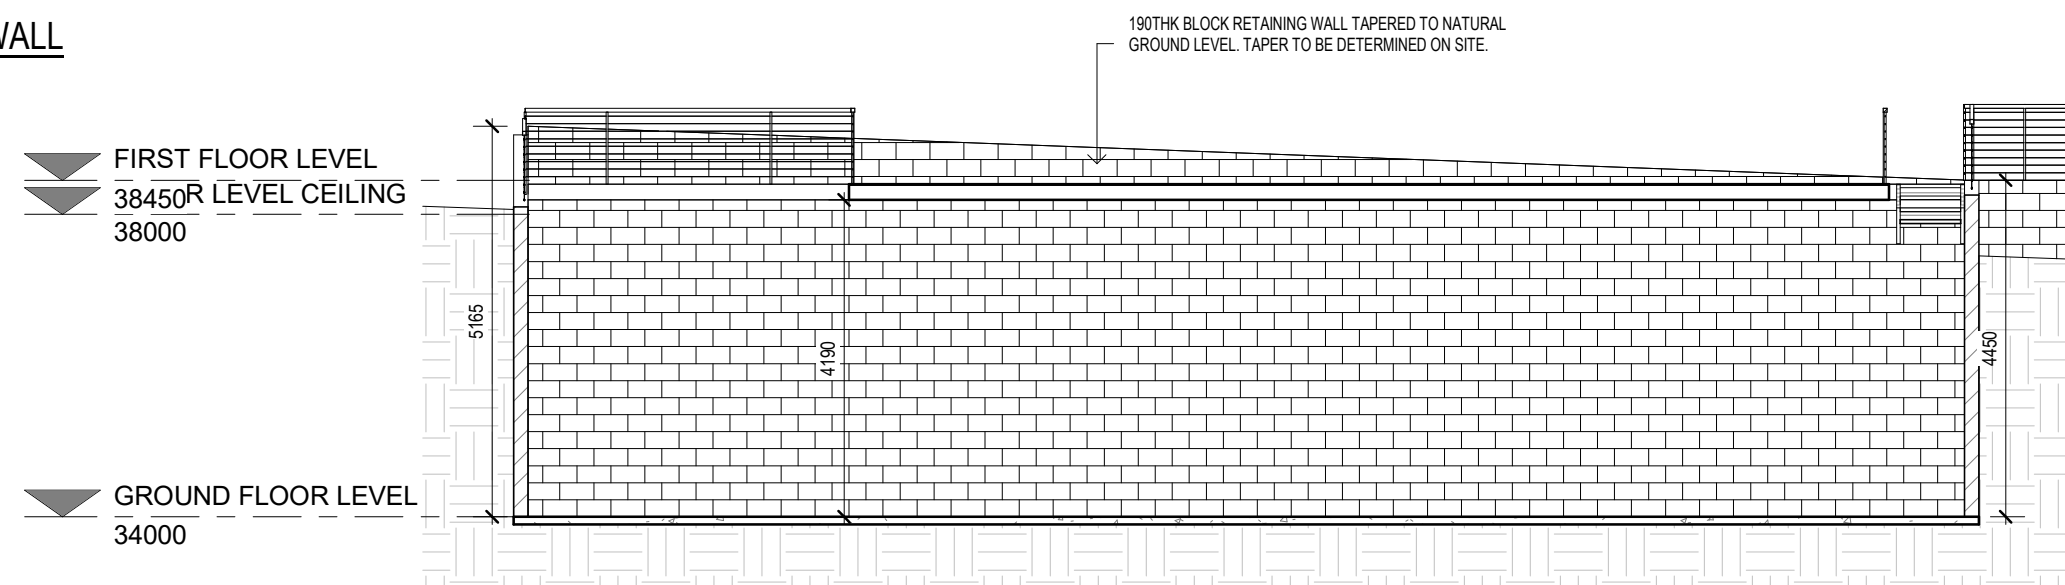 WALL
190THK BLOCK RETAINING WALL TAPERED TO NATURAL
GROUND LEVEL. TAPER TO BE DETERMINED ON SITE.
FIRST FLOOR LEVEL
38450
R LEVEL CEILING
38000
5165
4190
4450
GROUND FLOOR LEVEL
34000